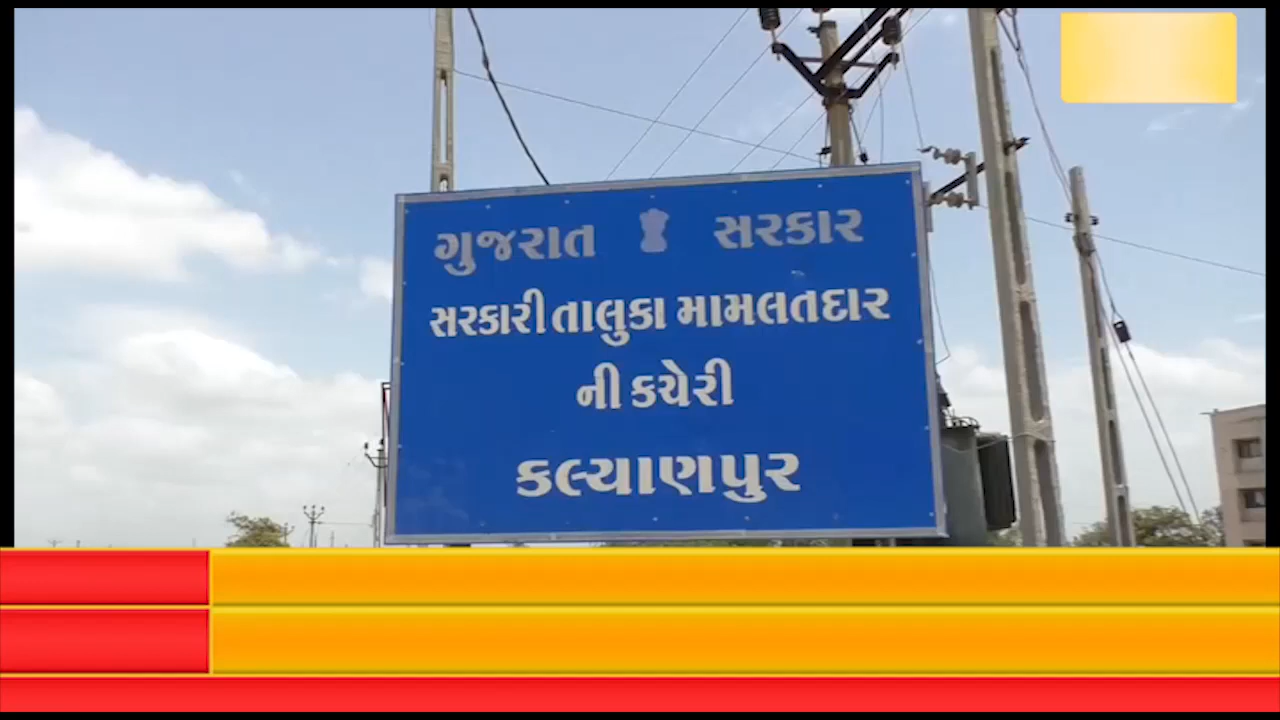 ગુજરાત સરકાર
સરકારી તાલુકા મામલતદાર
ની કચેરી
કલ્યાણપુર